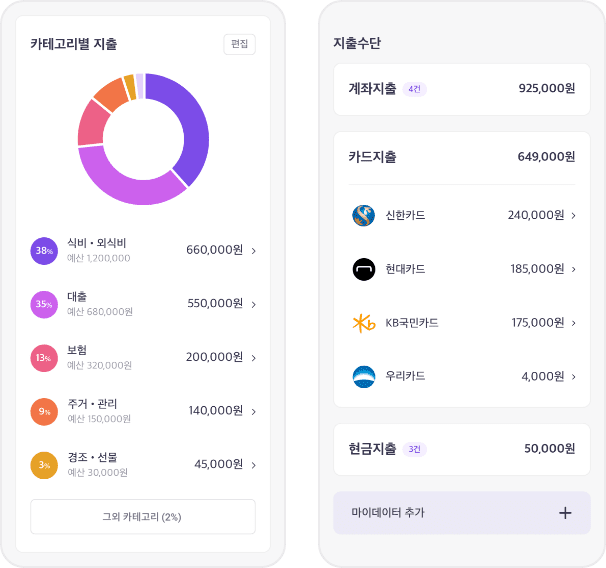 카테고리별 지출
편집
38%
식비 • 외식비
예산 1,200,000
660,000원
35%
대출
예산 680,000원
550,000원
13%
보험
예산 320,000원
200,000원
9%
주거 • 관리
예산 150,000원
140,000원
3%
경조 • 선물
예산 30,000원
45,000원
그외 카테고리 (2%)
지출수단
계좌지출 4건 925,000원
카드지출 649,000원
신한카드 240,000원
현대카드 185,000원
KB국민카드 175,000원
우리카드 4,000원
현금지출 3건 50,000원
마이데이터 추가